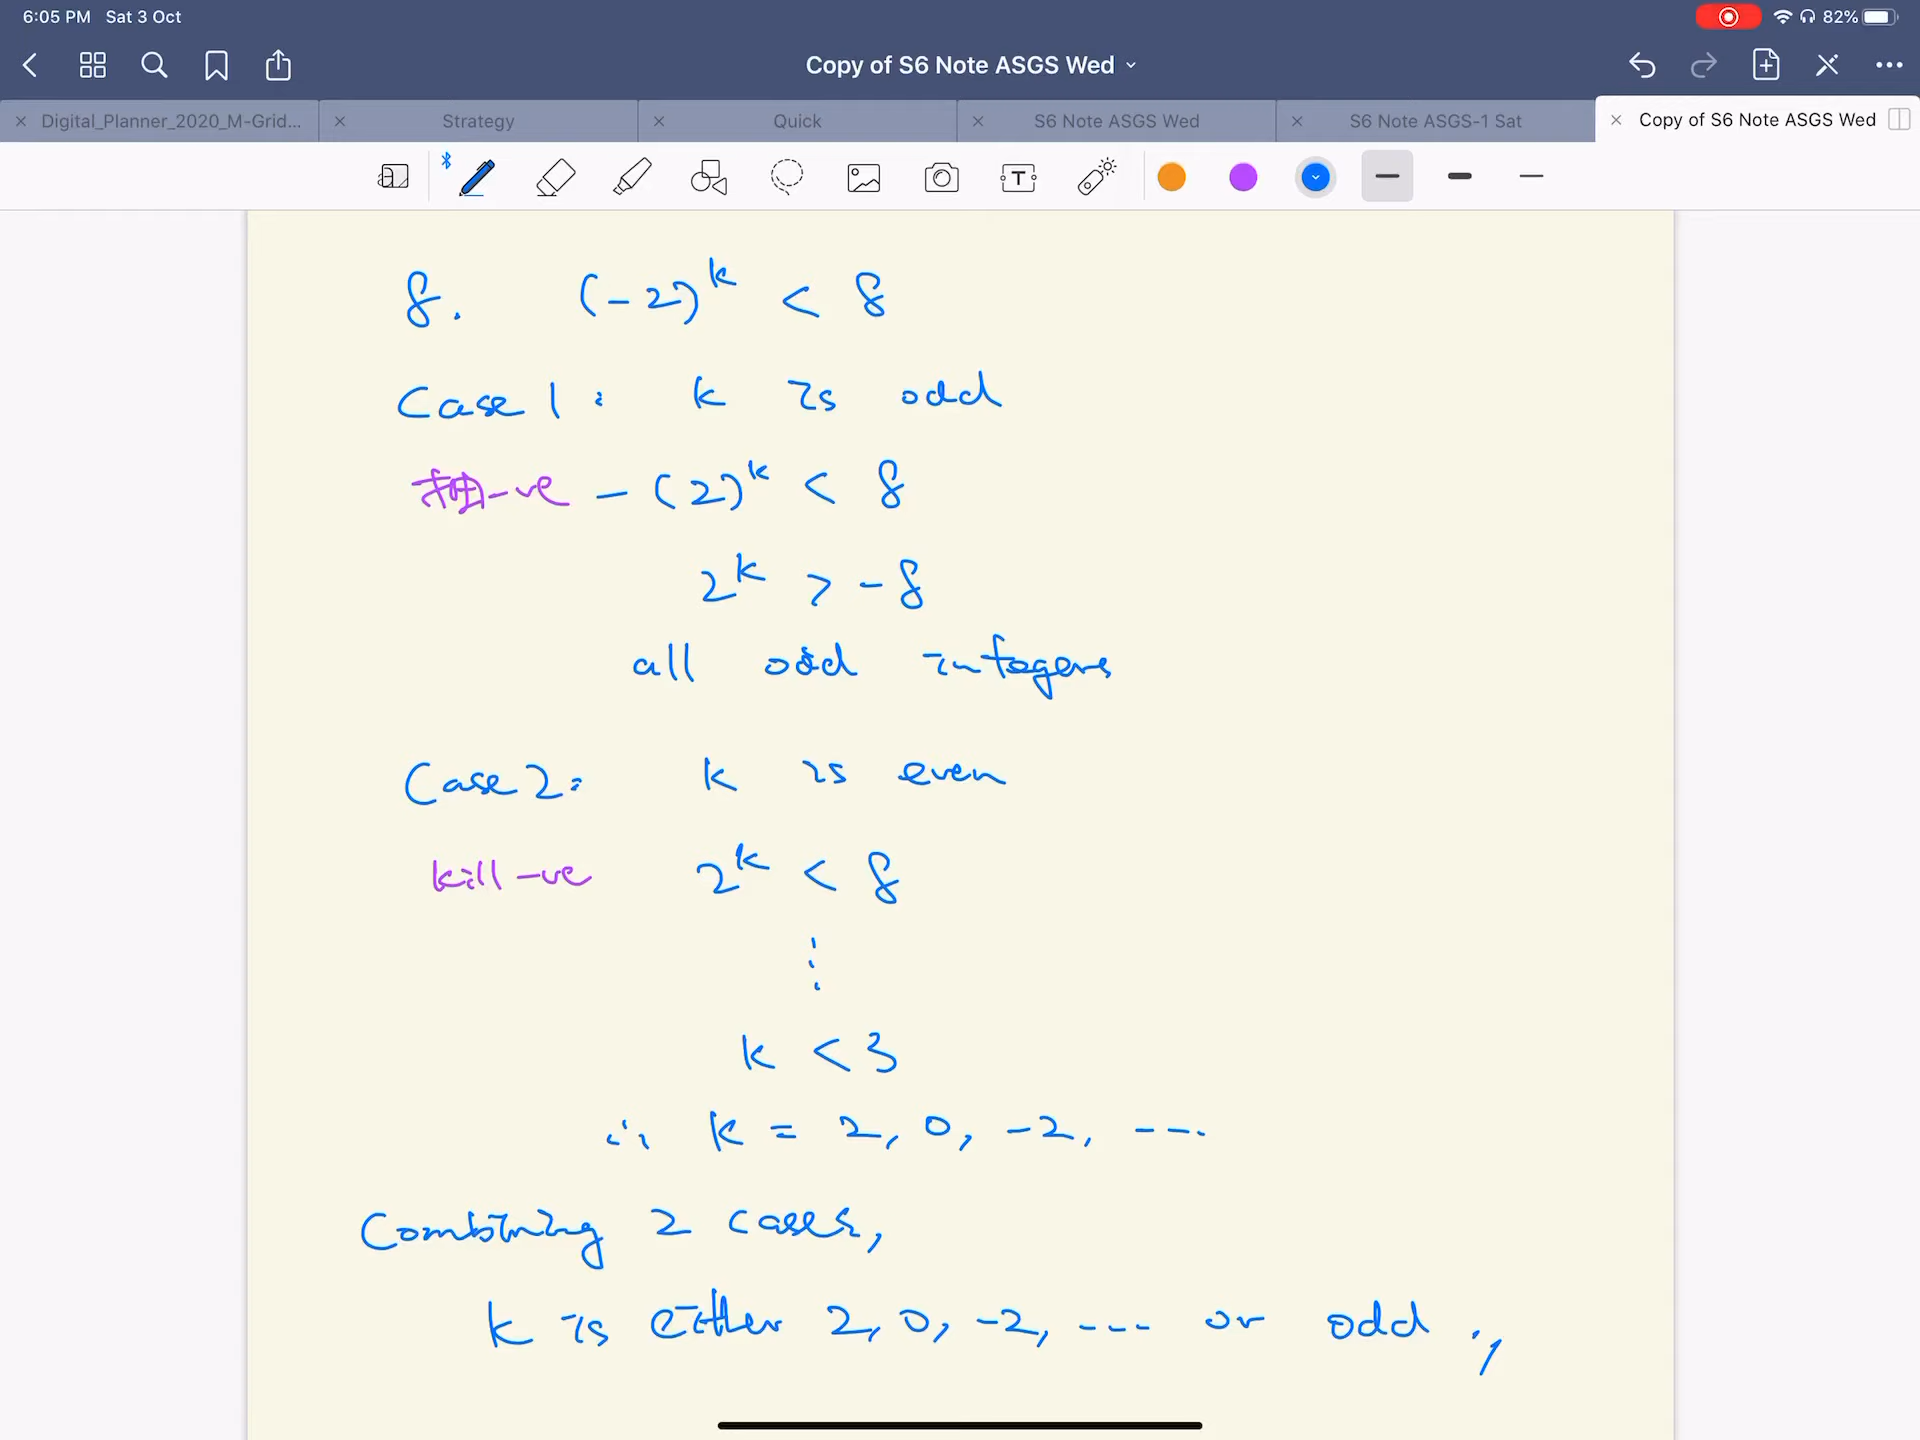 6:05 PM Sat 3 Oct 82%
Copy of S6 Note ASGS Wed
Digital_Planner_2020_M-Grid... Strategy Quick S6 Note ASGS Wed S6 Note ASGS-1 Sat Copy of S6 Note ASGS Wed
8. (-2)^k < 8
Case 1: k is odd
-ve -(2)^k < 8
2^k > -8
all odd integers
Case 2: k is even
kill -ve 2^k < 8
⋮
k < 3
∴ k = 2, 0, -2, ---.
Combining 2 cases,
k is either 2, 0, -2, --- or odd.//